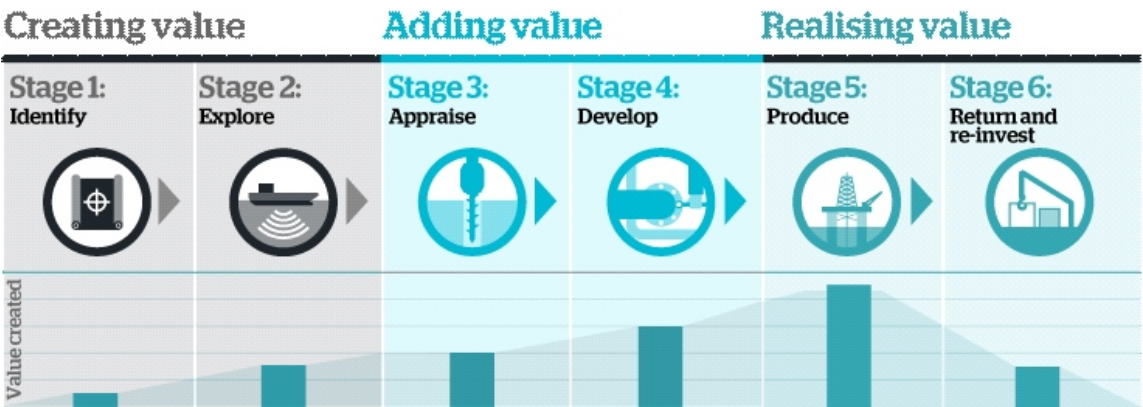 Creating value
Adding value
Realising value
Stage 1:
Identify
Stage 2:
Explore
Stage 3:
Appraise
Stage 4:
Develop
Stage 5:
Produce
Stage 6:
Return and
re-invest
Value created